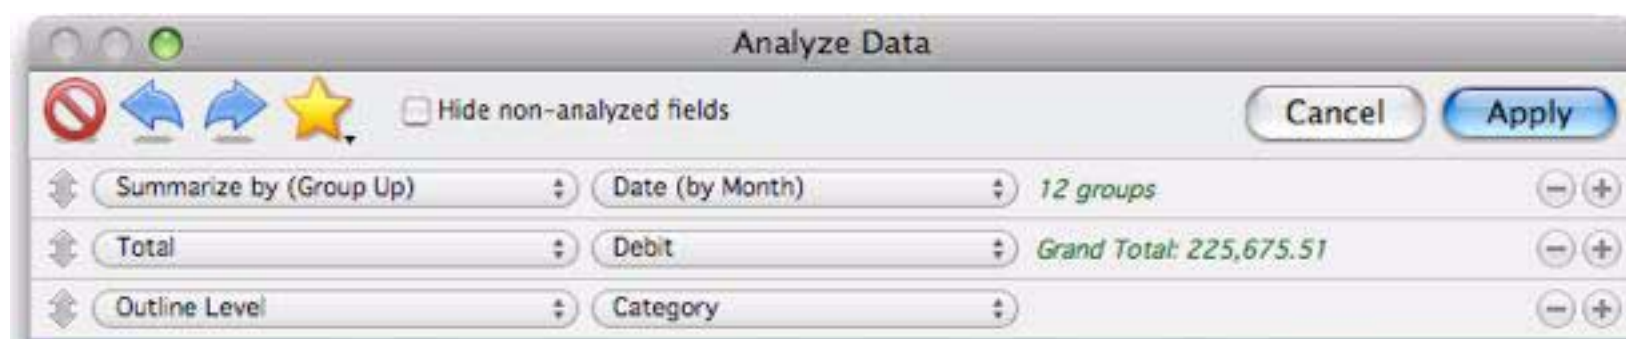 Analyze Data
Hide non-analyzed fields Cancel Apply
Summarize by (Group Up) Date (by Month) 12 groups
Total Debit Grand Total: 225,675.51
Outline Level Category